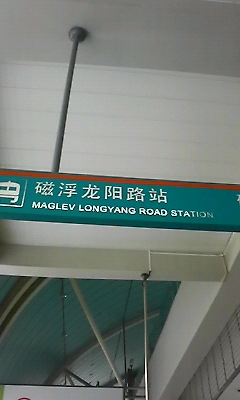 磁浮龙阳路站
MAGLEV LONGYANG ROAD STATION